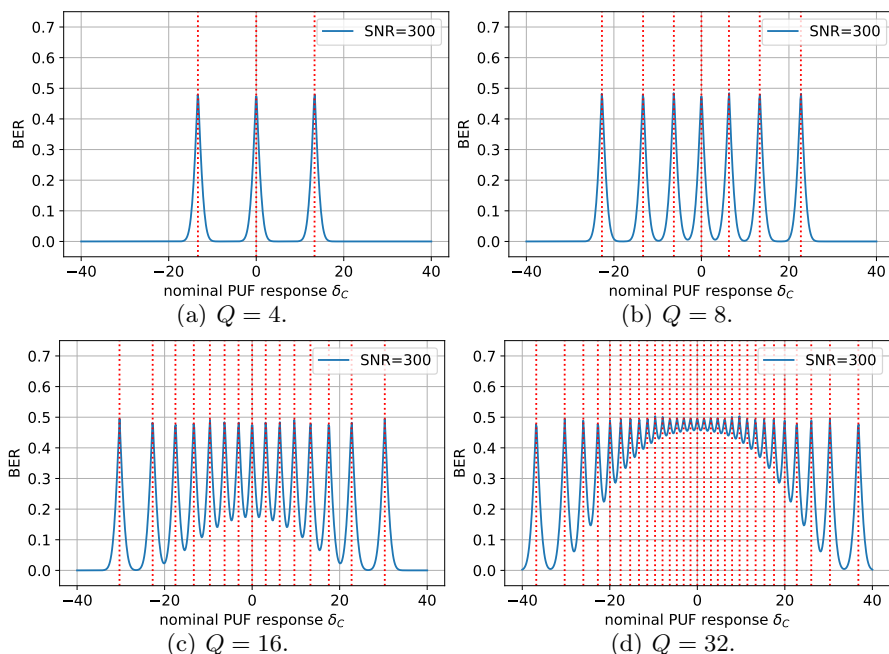 0.7
0.6
0.5
0.4
0.3
0.2
0.1
0.0
BER
SNR=300
−40 −20 0 20 40
nominal PUF response δ_C
(a) Q = 4.
0.7
0.6
0.5
0.4
0.3
0.2
0.1
0.0
BER
SNR=300
−40 −20 0 20 40
nominal PUF response δ_C
(b) Q = 8.
0.7
0.6
0.5
0.4
0.3
0.2
0.1
0.0
BER
SNR=300
−40 −20 0 20 40
nominal PUF response δ_C
(c) Q = 16.
0.7
0.6
0.5
0.4
0.3
0.2
0.1
0.0
BER
SNR=300
−40 −20 0 20 40
nominal PUF response δ_C
(d) Q = 32.